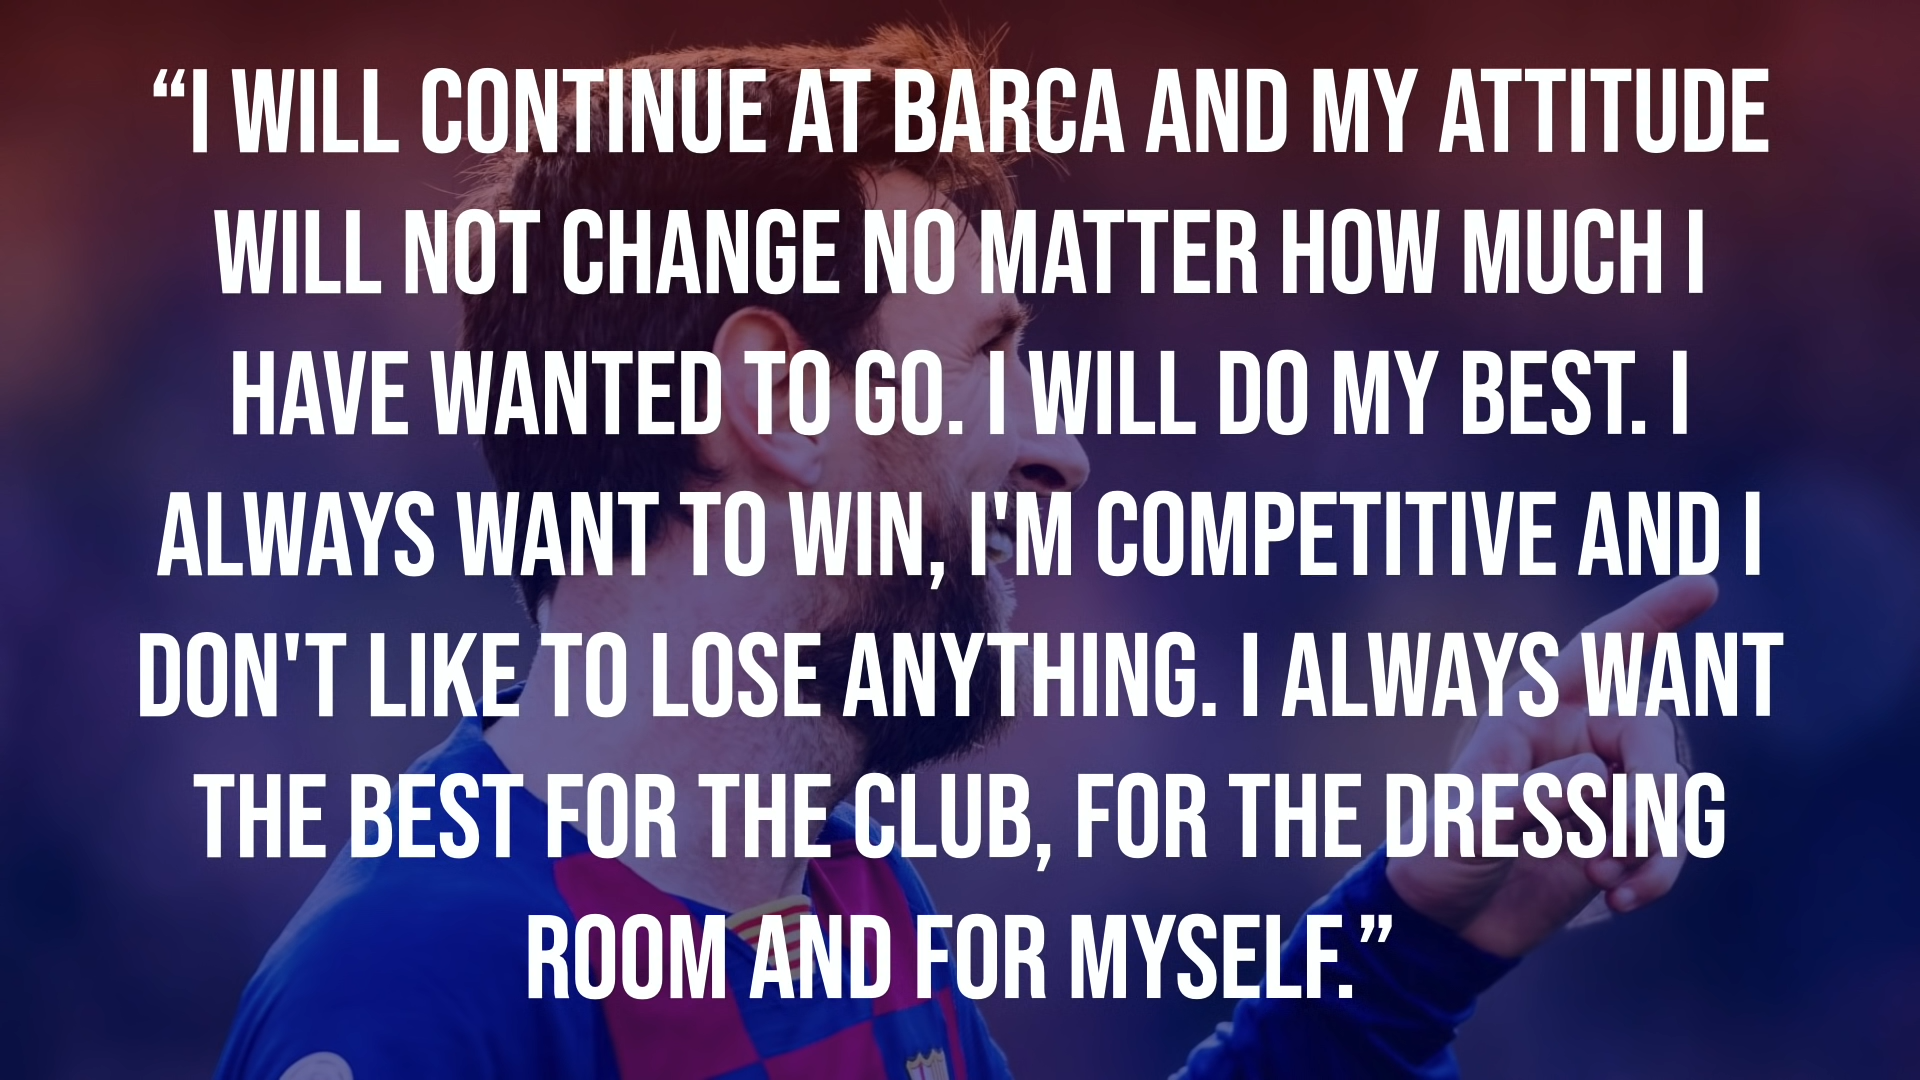 “I WILL CONTINUE AT BARCA AND MY ATTITUDE
WILL NOT CHANGE NO MATTER HOW MUCH I
HAVE WANTED TO GO. I WILL DO MY BEST. I
ALWAYS WANT TO WIN, I'M COMPETITIVE AND I
DON'T LIKE TO LOSE ANYTHING. I ALWAYS WANT
THE BEST FOR THE CLUB, FOR THE DRESSING
ROOM AND FOR MYSELF.”